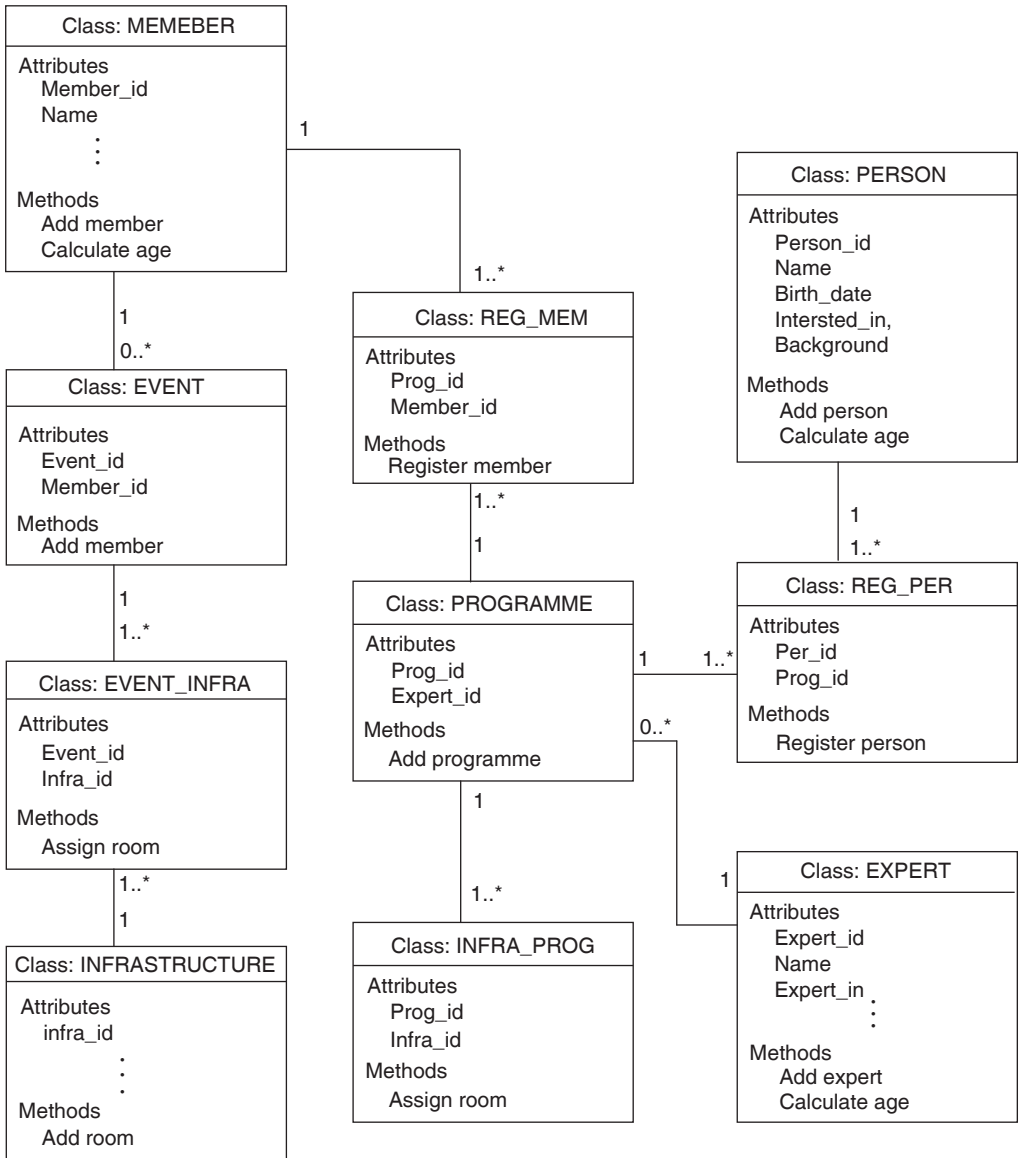 Class: MEMEBER
Attributes
Member_id
Name
Methods
Add member
Calculate age
1
1..*
1
0..*
Class: EVENT
Attributes
Event_id
Member_id
Methods
Add member
1
1..*
Class: EVENT_INFRA
Attributes
Event_id
Infra_id
Methods
Assign room
1..*
1
Class: INFRASTRUCTURE
Attributes
infra_id
Methods
Add room
Class: REG_MEM
Attributes
Prog_id
Member_id
Methods
Register member
1..*
1
Class: PROGRAMME
Attributes
Prog_id
Expert_id
Methods
Add programme
1 1..*
0..*
1
1
1..*
Class: INFRA_PROG
Attributes
Prog_id
Infra_id
Methods
Assign room
Class: PERSON
Attributes
Person_id
Name
Birth_date
Intersted_in,
Background
Methods
Add person
Calculate age
1
1..*
Class: REG_PER
Attributes
Per_id
Prog_id
Methods
Register person
Class: EXPERT
Attributes
Expert_id
Name
Expert_in
Methods
Add expert
Calculate age